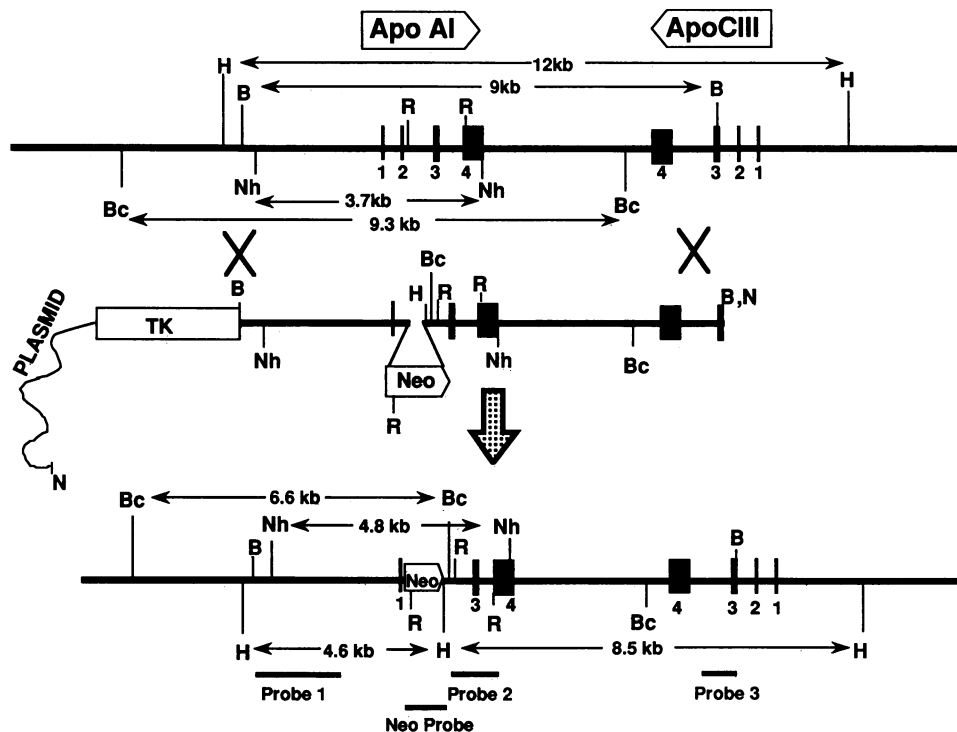 Apo AI ApoCIII
H 12kb H
B 9kb B
R R
1 2 3 4 4 3 2 1
Nh 3.7kb Nh
Bc 9.3kb Bc
PLASMID TK B H Bc R R B,N
Nh Neo Nh Bc
R
N
Bc 6.6 kb Bc
Nh 4.8 kb Nh
B R B
1 Neo 3 4 4 3 2 1
R R Bc
H 4.6 kb H 8.5 kb H
Probe 1 Probe 2 Probe 3
Neo Probe